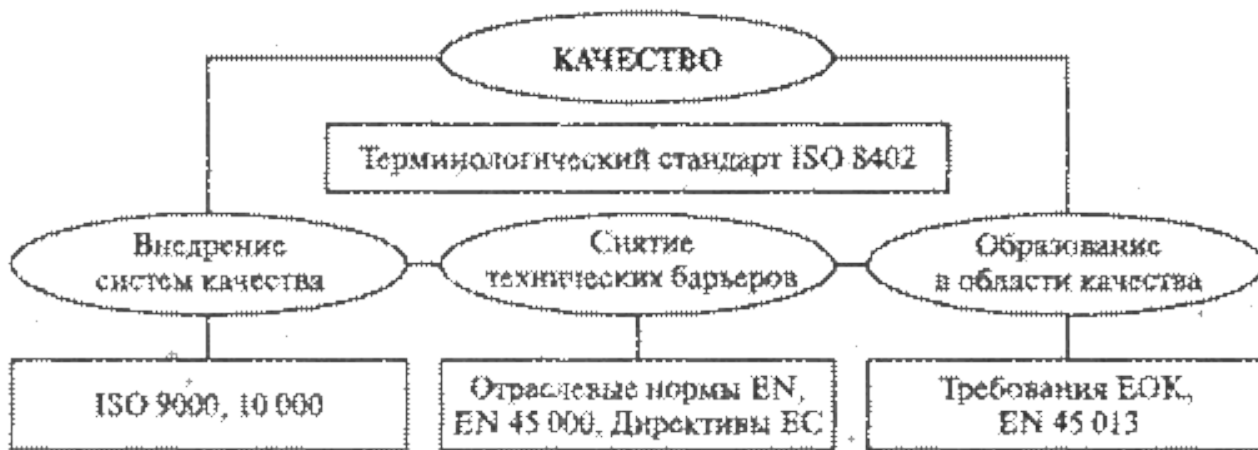 КАЧЕСТВО
Терминологический стандарт ISO 8402
Внедрение
систем качества
Снятие
технических барьеров
Образование
в области качества
ISO 9000, 10 000
Отраслевые нормы EN,
EN 45 000, Директивы ЕС
Требования ЕОК,
EN 45 013